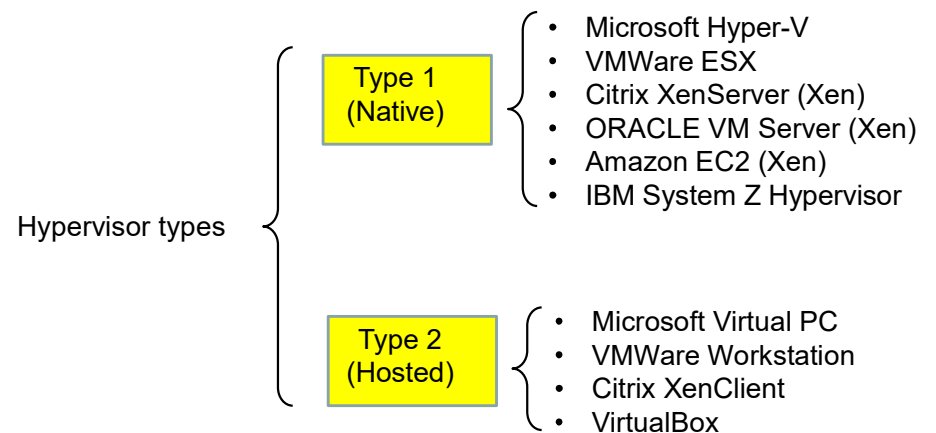 Hypervisor types
Type 1
(Native)
• Microsoft Hyper-V
• VMWare ESX
• Citrix XenServer (Xen)
• ORACLE VM Server (Xen)
• Amazon EC2 (Xen)
• IBM System Z Hypervisor
Type 2
(Hosted)
• Microsoft Virtual PC
• VMWare Workstation
• Citrix XenClient
• VirtualBox